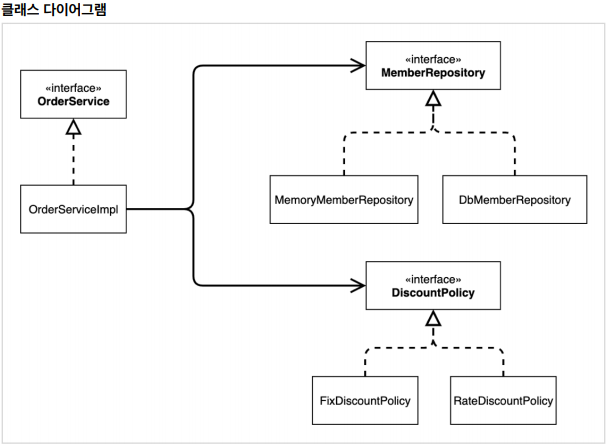 클래스 다이어그램
«interface»
OrderService
OrderServiceImpl
«interface»
MemberRepository
MemoryMemberRepository
DbMemberRepository
«interface»
DiscountPolicy
FixDiscountPolicy
RateDiscountPolicy